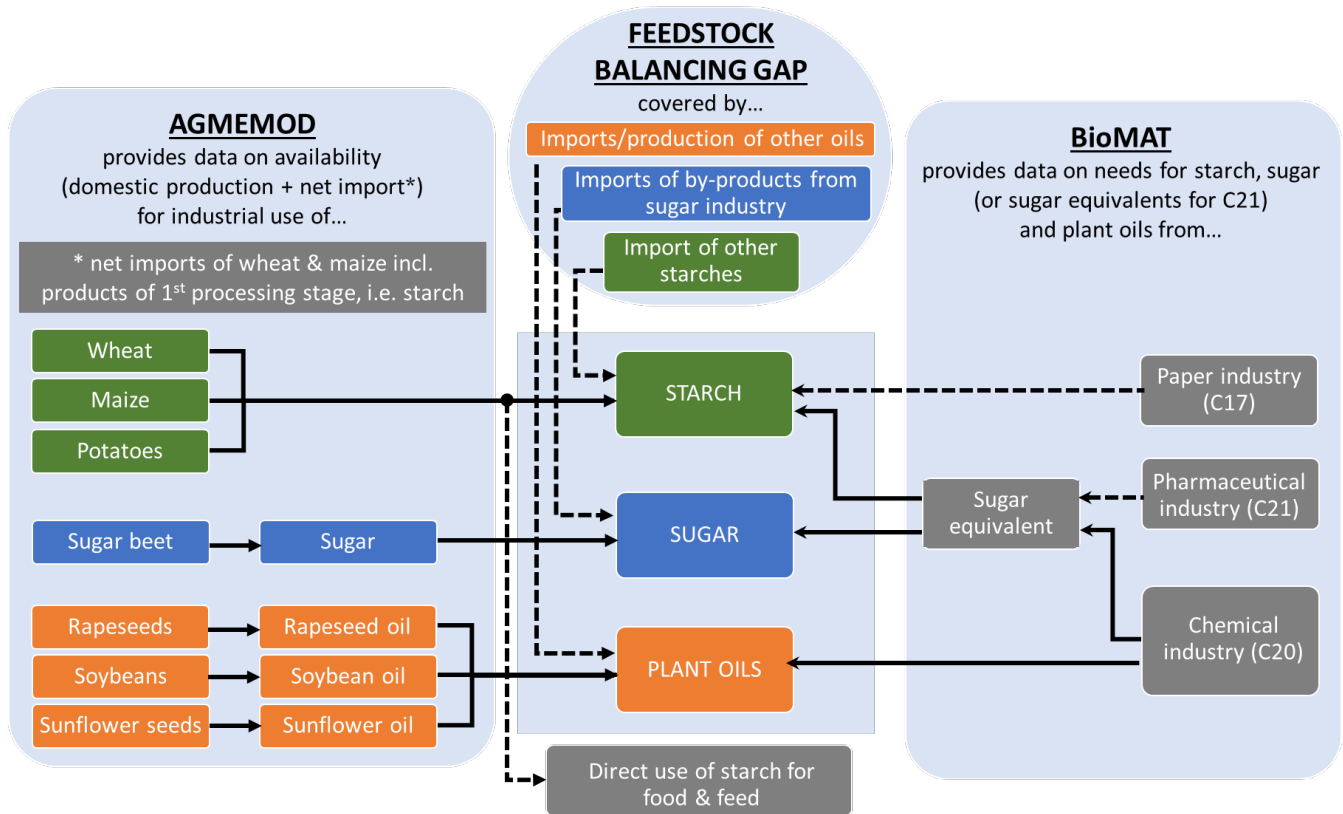 FEEDSTOCK
BALANCING GAP
covered by…
Imports/production of other oils
Imports of by-products from
sugar industry
Import of other
starches
AGMEMOD
provides data on availability
(domestic production + net import*)
for industrial use of…
* net imports of wheat & maize incl.
products of 1st processing stage, i.e. starch
Wheat
Maize
Potatoes
Sugar beet
Sugar
Rapeseeds
Rapeseed oil
Soybeans
Soybean oil
Sunflower seeds
Sunflower oil
STARCH
SUGAR
PLANT OILS
Direct use of starch for
food & feed
BioMAT
provides data on needs for starch, sugar
(or sugar equivalents for C21)
and plant oils from…
Paper industry
(C17)
Sugar
equivalent
Pharmaceutical
industry (C21)
Chemical
industry (C20)